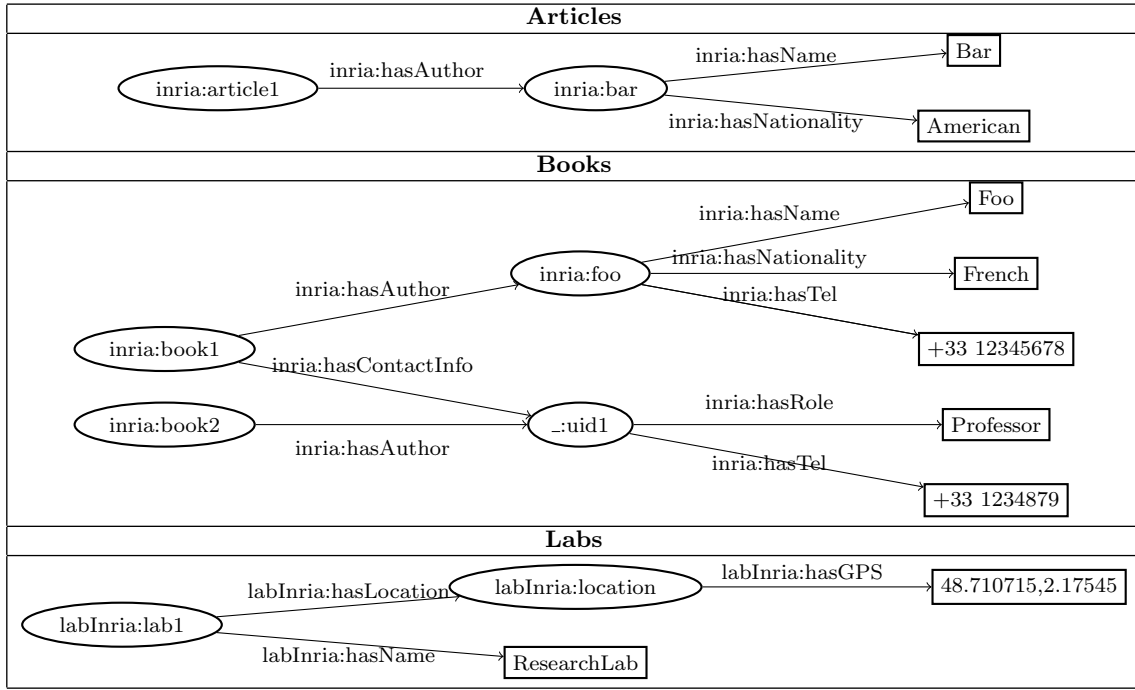 Articles
inria:article1
inria:hasAuthor
inria:bar
inria:hasName
Bar
inria:hasNationality
American
Books
inria:book1
inria:hasAuthor
inria:foo
inria:hasName
Foo
inria:hasNationality
French
inria:hasTel
+33 12345678
inria:hasContactInfo
inria:book2
inria:hasAuthor
_:uid1
inria:hasRole
Professor
inria:hasTel
+33 1234879
Labs
labInria:lab1
labInria:hasLocation
labInria:location
labInria:hasGPS
48.710715,2.17545
labInria:hasName
ResearchLab